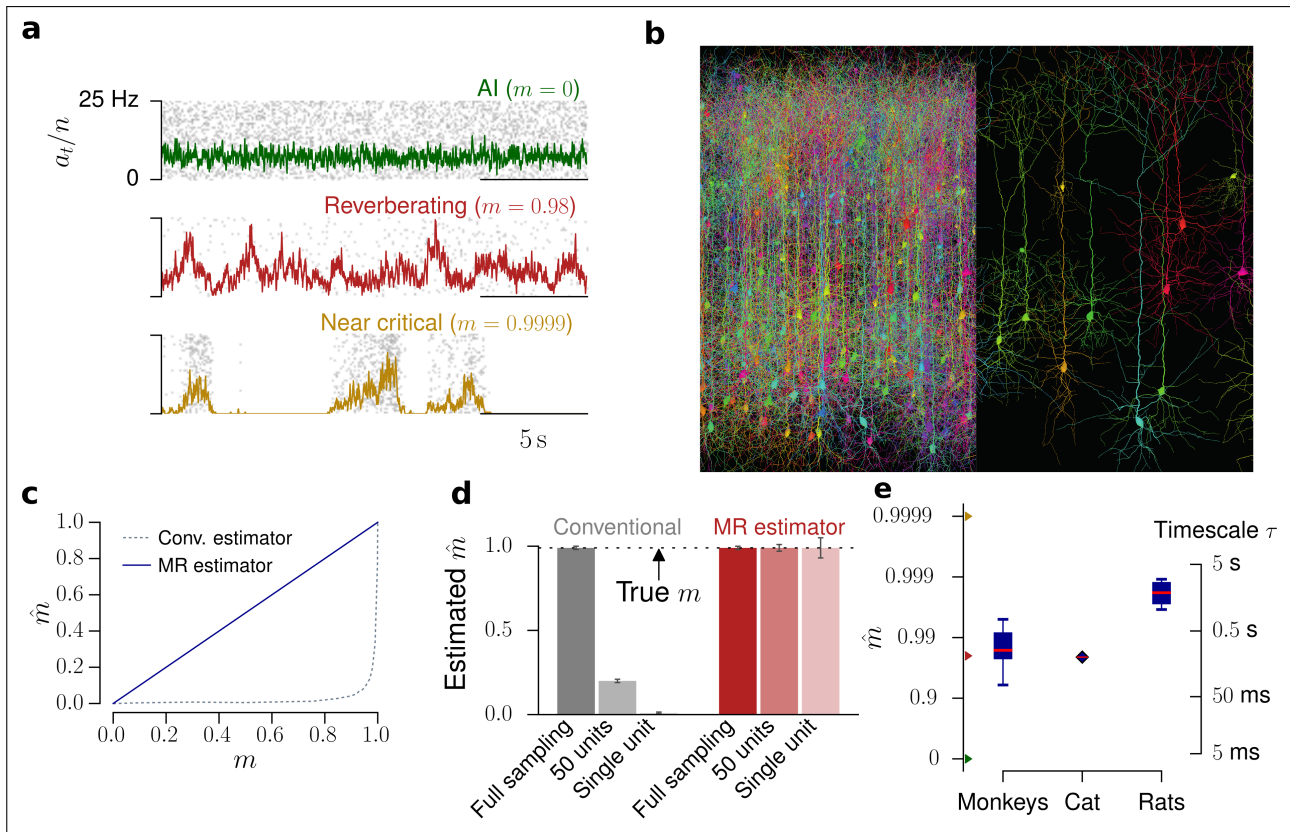 a
AI (m = 0)
25 Hz
a_t/n
0
Reverberating (m = 0.98)
Near critical (m = 0.9999)
5 s
b
c
1.0
0.8
0.6
0.4
0.2
0.0
m̂
Conv. estimator
MR estimator
0.0 0.2 0.4 0.6 0.8 1.0
m
d
Conventional MR estimator
1.0
1.0
0.0
Estimated m̂
True m
Full sampling
50 units
Single unit
Full sampling
50 units
Single unit
e
0.9999
0.999
0.99
0.9
0
m̂
Timescale τ
5 s
0.5 s
50 ms
5 ms
Monkeys Cat Rats